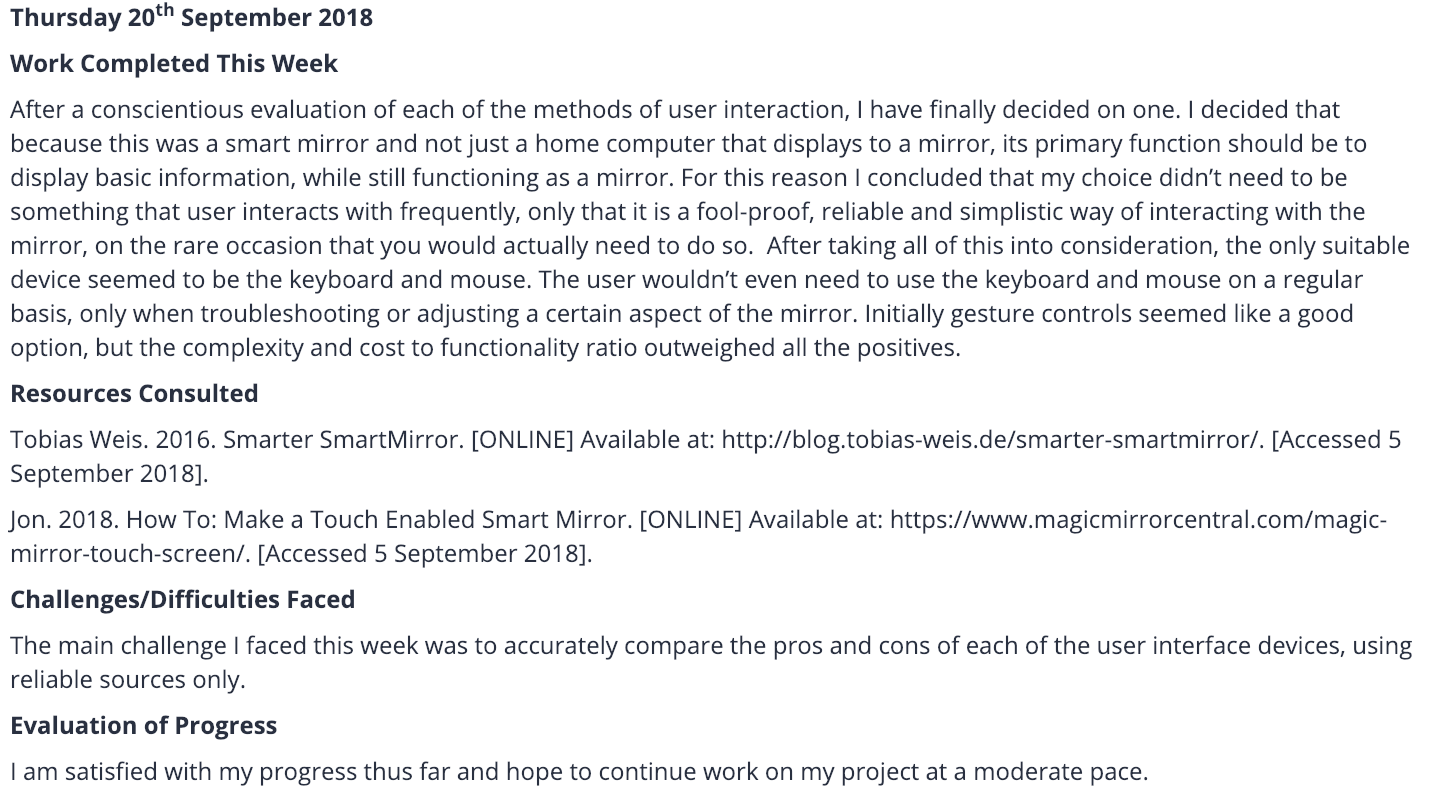 Thursday 20th September 2018
Work Completed This Week
After a conscientious evaluation of each of the methods of user interaction, I have finally decided on one. I decided that
because this was a smart mirror and not just a home computer that displays to a mirror, its primary function should be to
display basic information, while still functioning as a mirror. For this reason I concluded that my choice didn’t need to be
something that user interacts with frequently, only that it is a fool-proof, reliable and simplistic way of interacting with the
mirror, on the rare occasion that you would actually need to do so.  After taking all of this into consideration, the only suitable
device seemed to be the keyboard and mouse. The user wouldn’t even need to use the keyboard and mouse on a regular
basis, only when troubleshooting or adjusting a certain aspect of the mirror. Initially gesture controls seemed like a good
option, but the complexity and cost to functionality ratio outweighed all the positives.
Resources Consulted
Tobias Weis. 2016. Smarter SmartMirror. [ONLINE] Available at: http://blog.tobias-weis.de/smarter-smartmirror/. [Accessed 5
September 2018].
Jon. 2018. How To: Make a Touch Enabled Smart Mirror. [ONLINE] Available at: https://www.magicmirrorcentral.com/magic-
mirror-touch-screen/. [Accessed 5 September 2018].
Challenges/Difficulties Faced
The main challenge I faced this week was to accurately compare the pros and cons of each of the user interface devices, using
reliable sources only.
Evaluation of Progress
I am satisfied with my progress thus far and hope to continue work on my project at a moderate pace.